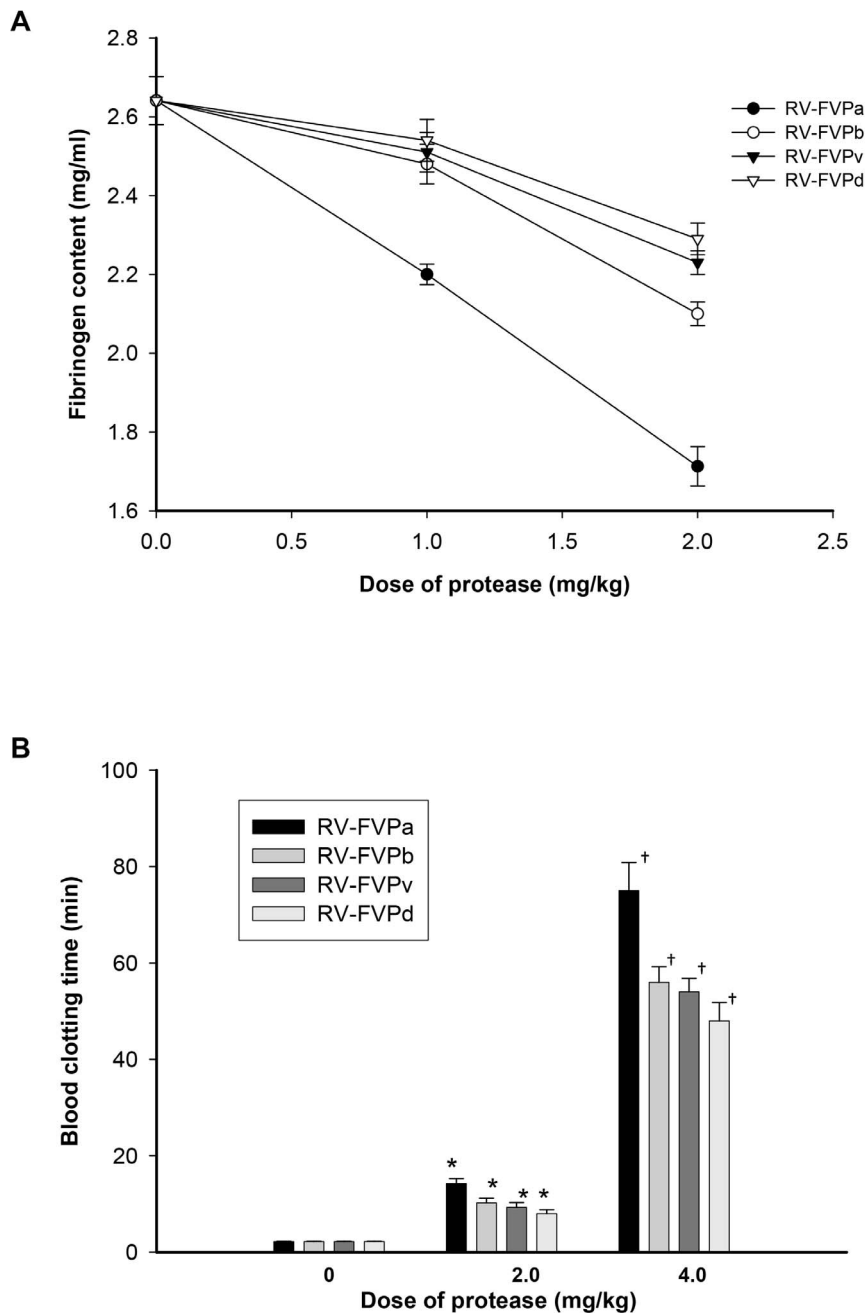 A
2.8
2.6
2.4
2.2
2.0
1.8
1.6
Fibrinogen content (mg/ml)
0.0 0.5 1.0 1.5 2.0 2.5
Dose of protease (mg/kg)
RV-FVPa
RV-FVPb
RV-FVPv
RV-FVPd
B
100
80
60
40
20
0
Blood clotting time (min)
RV-FVPa
RV-FVPb
RV-FVPv
RV-FVPd
† † † †
* * * *
0 2.0 4.0
Dose of protease (mg/kg)